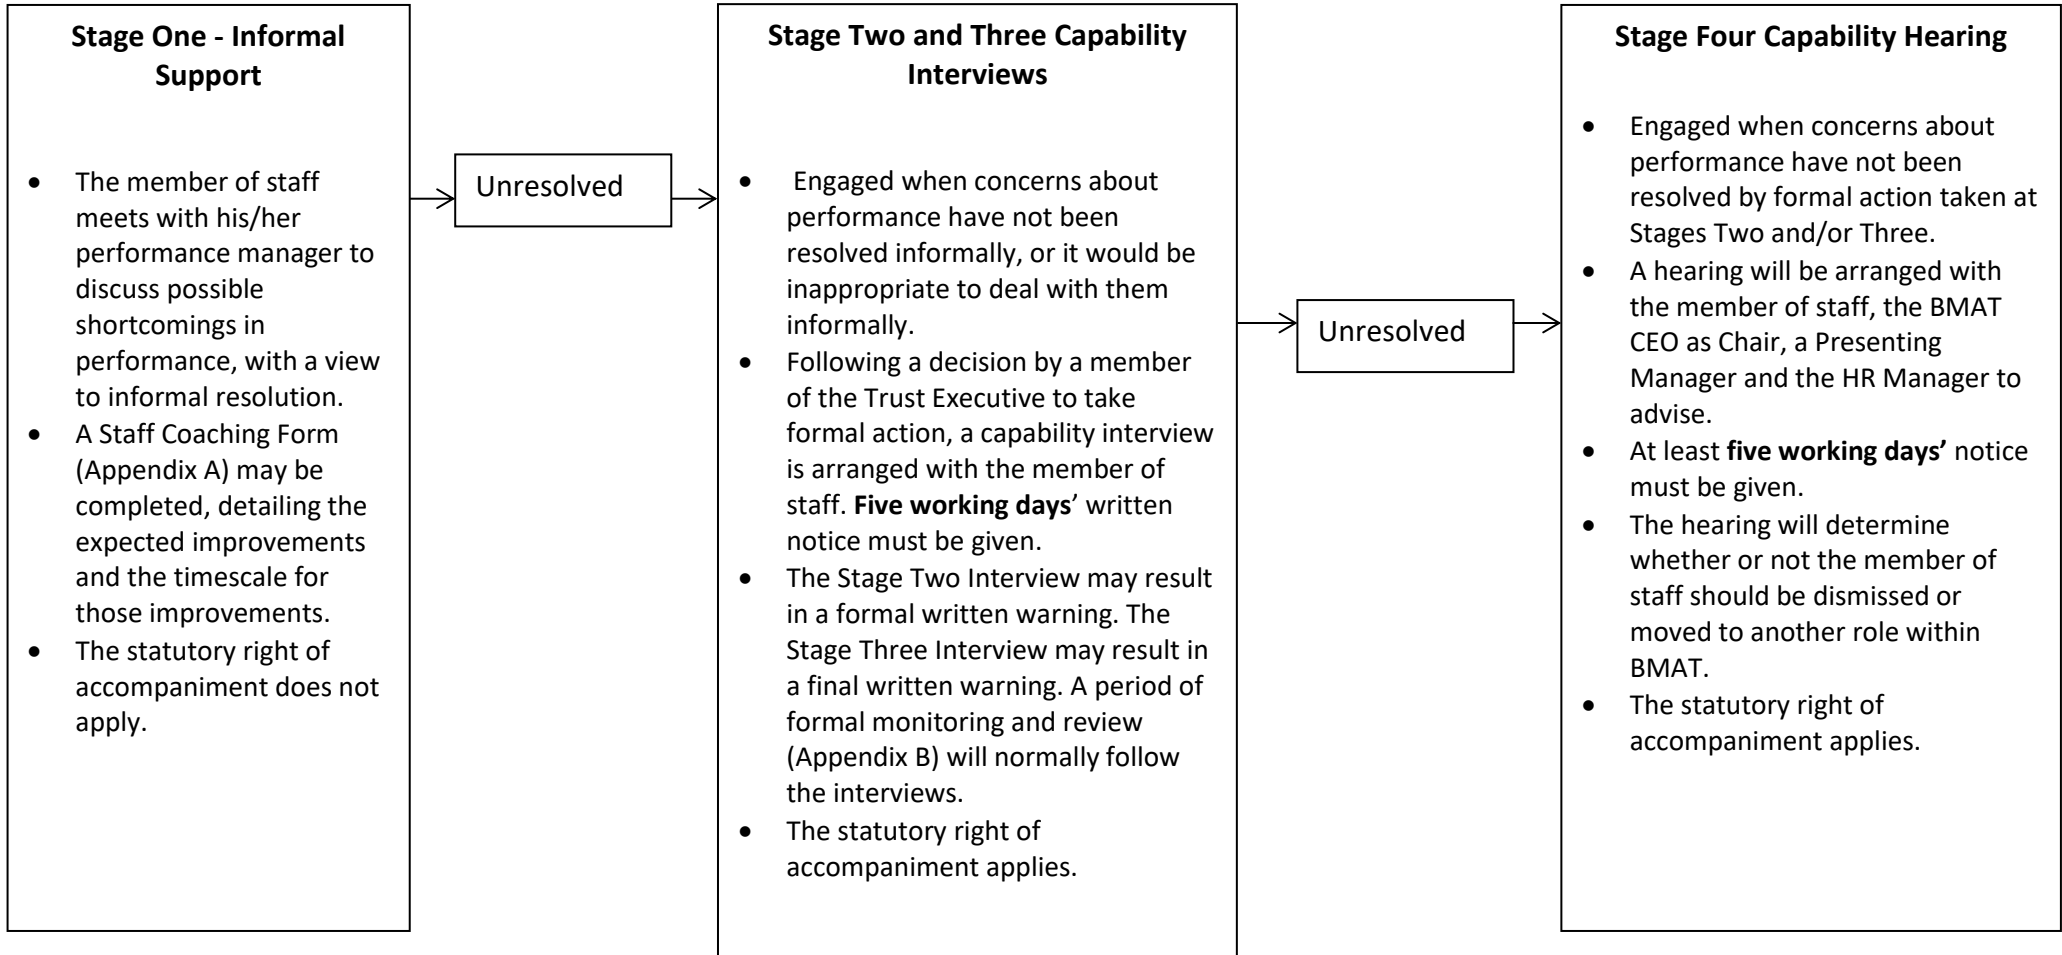 Stage One - Informal
Support
• The member of staff
meets with his/her
performance manager to
discuss possible
shortcomings in
performance, with a view
to informal resolution.
• A Staff Coaching Form
(Appendix A) may be
completed, detailing the
expected improvements
and the timescale for
those improvements.
• The statutory right of
accompaniment does not
apply.
Unresolved
Stage Two and Three Capability
Interviews
• Engaged when concerns about
performance have not been
resolved informally, or it would be
inappropriate to deal with them
informally.
• Following a decision by a member
of the Trust Executive to take
formal action, a capability interview
is arranged with the member of
staff. Five working days’ written
notice must be given.
• The Stage Two Interview may result
in a formal written warning. The
Stage Three Interview may result in
a final written warning. A period of
formal monitoring and review
(Appendix B) will normally follow
the interviews.
• The statutory right of
accompaniment applies.
Unresolved
Stage Four Capability Hearing
• Engaged when concerns about
performance have not been
resolved by formal action taken at
Stages Two and/or Three.
• A hearing will be arranged with
the member of staff, the BMAT
CEO as Chair, a Presenting
Manager and the HR Manager to
advise.
• At least five working days’ notice
must be given.
• The hearing will determine
whether or not the member of
staff should be dismissed or
moved to another role within
BMAT.
• The statutory right of
accompaniment applies.